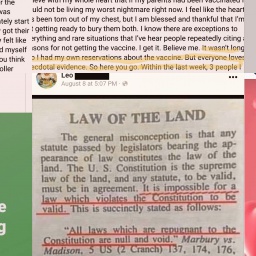 ieve with my whole heart that if my parents had been vaccinated
uld not be living my worst nightmare right now. I feel like the heart
been torn out of my chest, but I am blessed and thankful that I'm
getting ready to bury them both. I know there are exceptions to
erything and rare situations that I've hear people repeatedly citing
sons for not getting the vaccine. I get it. Believe me. It wasn't long
o I had my own reservations about the vaccine. But everyone loves
ecdotal evidence. So here you go. Within the last week, 3 people I
was
ately start
got their
felt like
d myself
ou think
oller
Leo
August 8 at 5:07 PM
LAW OF THE LAND
The general misconception is that any
statute passed by legislators bearing the ap-
pearance of law constitutes the law of the
land. The U.S. Constitution is the supreme
law of the land, and any statute, to be valid,
must be in agreement. It is impossible for a
law which violates the Constitution to be
valid. This is succinctly stated as follows:
"All laws which are repugnant to the
Constitution are null and void." Marbury vs.
Madison, 5 US (2 Cranch) 137, 174, 176,
e
g